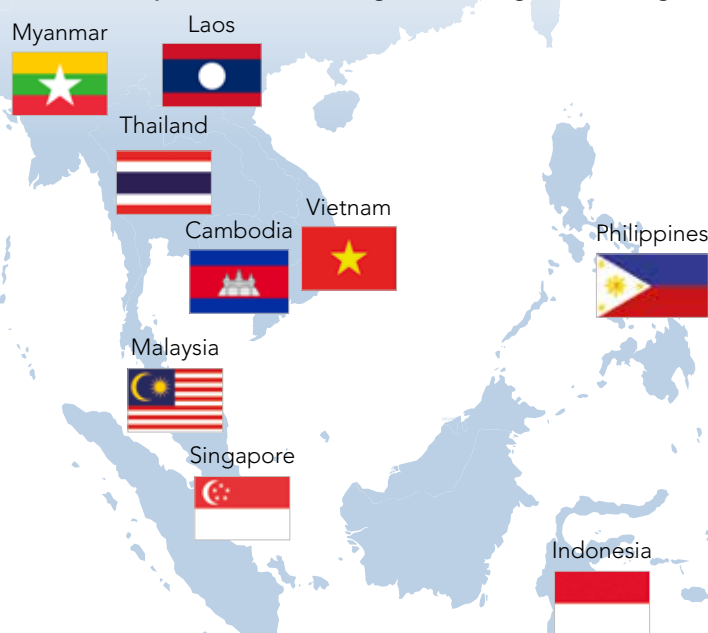 Myanmar
Laos
Thailand
Vietnam
Cambodia
Philippines
Malaysia
Singapore
Indonesia